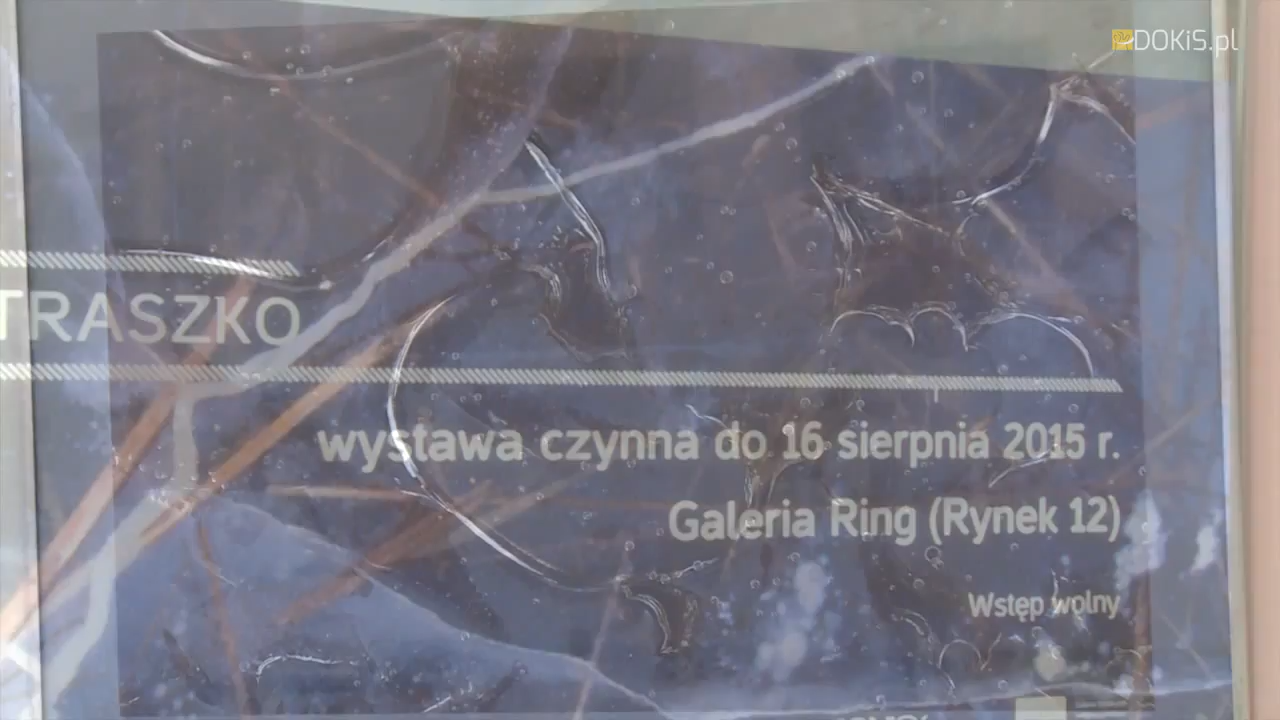 DOKiS.pl
TRASZKO
wystawa czynna do 16 sierpnia 2015 r.
Galeria Ring (Rynek 12)
Wstęp wolny